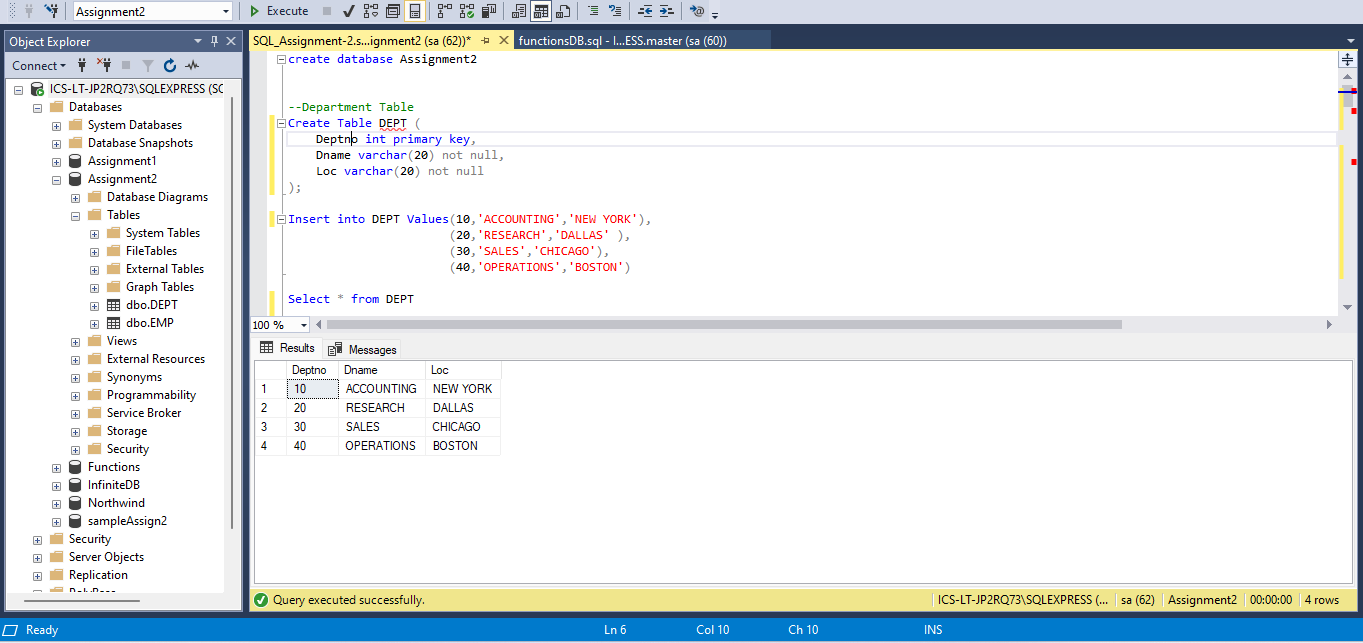 Assignment2
Execute
Object Explorer
Connect
ICS-LT-JP2RQ73\SQLEXPRESS (SC
Databases
System Databases
Database Snapshots
Assignment1
Assignment2
Database Diagrams
Tables
System Tables
FileTables
External Tables
Graph Tables
dbo.DEPT
dbo.EMP
Views
External Resources
Synonyms
Programmability
Service Broker
Storage
Security
Functions
InfiniteDB
Northwind
sampleAssign2
Security
Server Objects
Replication
PolyBase
SQL_Assignment-2.s...ignment2 (sa (62))*
functionsDB.sql - I...ESS.master (sa (60))
create database Assignment2
--Department Table
Create Table DEPT (
Deptno int primary key,
Dname varchar(20) not null,
Loc varchar(20) not null
);
Insert into DEPT Values(10,'ACCOUNTING','NEW YORK'),
(20,'RESEARCH','DALLAS' ),
(30,'SALES','CHICAGO'),
(40,'OPERATIONS','BOSTON')
Select * from DEPT
100 %
Results Messages
Deptno Dname Loc
1 10 ACCOUNTING NEW YORK
2 20 RESEARCH DALLAS
3 30 SALES CHICAGO
4 40 OPERATIONS BOSTON
Query executed successfully. ICS-LT-JP2RQ73\SQLEXPRESS (... sa (62) Assignment2 00:00:00 4 rows
Ready Ln 6 Col 10 Ch 10 INS